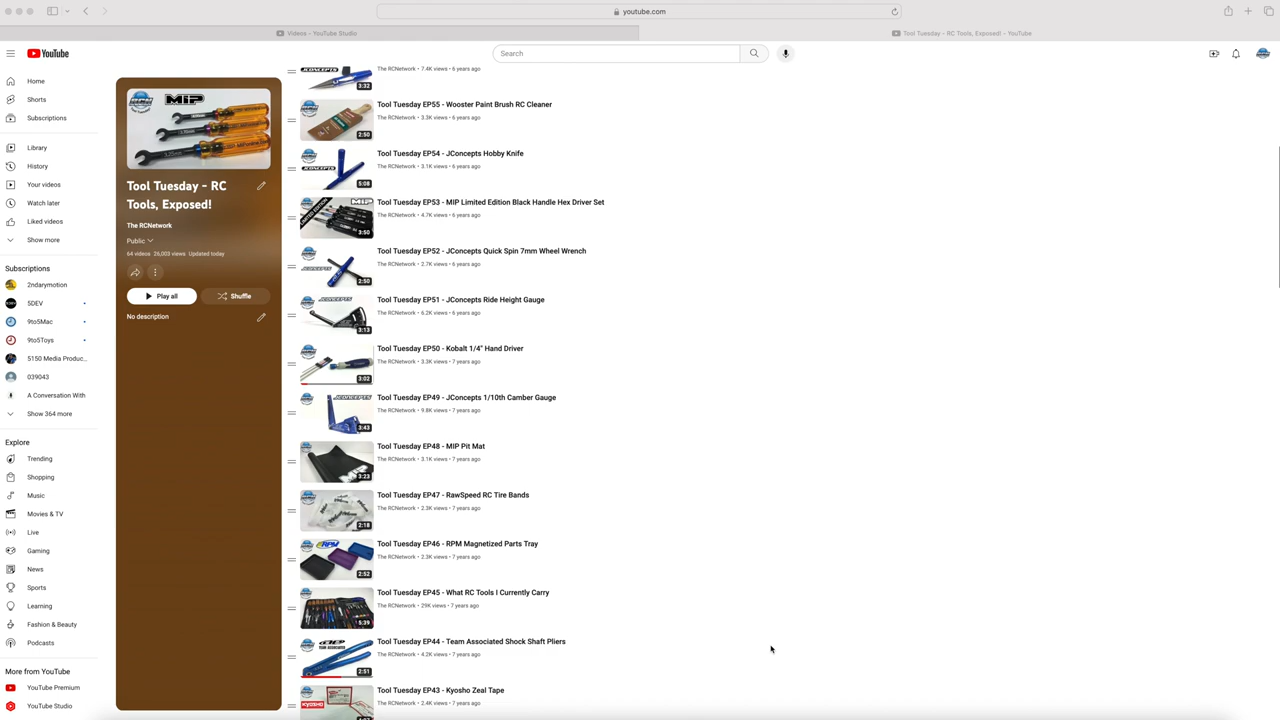 youtube.com
Videos - YouTube Studio
Tool Tuesday - RC Tools, Exposed! - YouTube
YouTube
Search
Home
Shorts
Subscriptions
Library
History
Your videos
Watch later
Liked videos
Show more
Subscriptions
2ndarymotion
5DEV
9to5Mac
9to5Toys
5150 Media Produc...
039043
A Conversation With
Show 364 more
Explore
Trending
Shopping
Music
Movies & TV
Live
Gaming
News
Sports
Learning
Fashion & Beauty
Podcasts
More from YouTube
YouTube Premium
YouTube Studio
MIP
Tool Tuesday - RC
Tools, Exposed!
The RCNetwork
Public
64 videos 26,003 views Updated today
Play all
Shuffle
No description
JCONCEPTS
3:32
The RCNetwork • 7.4K views • 6 years ago
2:50
Tool Tuesday EP55 - Wooster Paint Brush RC Cleaner
The RCNetwork • 3.3K views • 6 years ago
JCONCEPTS
5:08
Tool Tuesday EP54 - JConcepts Hobby Knife
The RCNetwork • 3.1K views • 6 years ago
MIP
3:50
Tool Tuesday EP53 - MIP Limited Edition Black Handle Hex Driver Set
The RCNetwork • 4.7K views • 6 years ago
JCONCEPTS
2:50
Tool Tuesday EP52 - JConcepts Quick Spin 7mm Wheel Wrench
The RCNetwork • 2.7K views • 6 years ago
JCONCEPTS
3:13
Tool Tuesday EP51 - JConcepts Ride Height Gauge
The RCNetwork • 6.2K views • 6 years ago
3:02
Tool Tuesday EP50 - Kobalt 1/4" Hand Driver
The RCNetwork • 3.3K views • 7 years ago
JCONCEPTS
3:43
Tool Tuesday EP49 - JConcepts 1/10th Camber Gauge
The RCNetwork • 9.8K views • 7 years ago
3:23
Tool Tuesday EP48 - MIP Pit Mat
The RCNetwork • 3.1K views • 7 years ago
2:18
Tool Tuesday EP47 - RawSpeed RC Tire Bands
The RCNetwork • 2.3K views • 7 years ago
RPM
2:52
Tool Tuesday EP46 - RPM Magnetized Parts Tray
The RCNetwork • 2.3K views • 7 years ago
5:39
Tool Tuesday EP45 - What RC Tools I Currently Carry
The RCNetwork • 29K views • 7 years ago
TEAM ASSOCIATED
2:51
Tool Tuesday EP44 - Team Associated Shock Shaft Pliers
The RCNetwork • 4.2K views • 7 years ago
KYOSHO
Tool Tuesday EP43 - Kyosho Zeal Tape
The RCNetwork • 2.4K views • 7 years ago